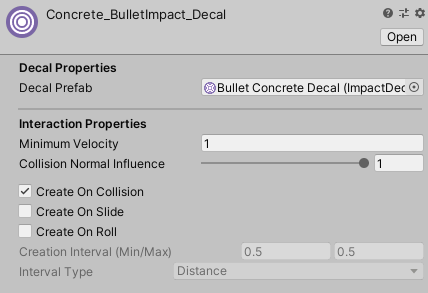 Concrete_BulletImpact_Decal
Open
Decal Properties
Decal Prefab Bullet Concrete Decal (ImpactDec
Interaction Properties
Minimum Velocity 1
Collision Normal Influence 1
Create On Collision
Create On Slide
Create On Roll
Creation Interval (Min/Max) 0.5 0.5
Interval Type Distance